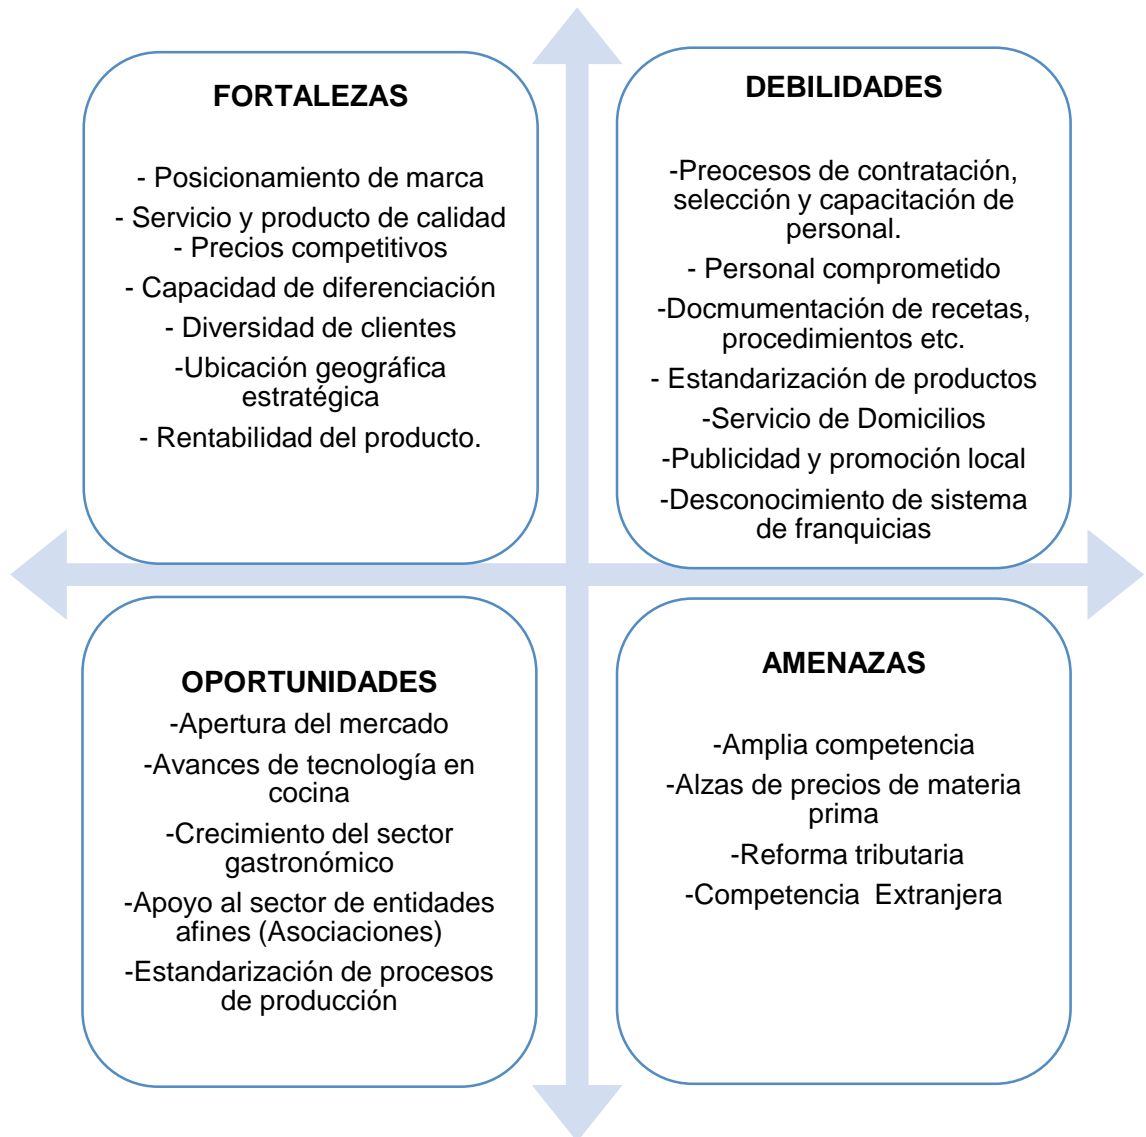 FORTALEZAS
- Posicionamiento de marca
- Servicio y producto de calidad
- Precios competitivos
- Capacidad de diferenciación
- Diversidad de clientes
-Ubicación geográfica
estratégica
- Rentabilidad del producto.
DEBILIDADES
-Preocesos de contratación,
selección y capacitación de
personal.
- Personal comprometido
-Docmumentación de recetas,
procedimientos etc.
- Estandarización de productos
-Servicio de Domicilios
-Publicidad y promoción local
-Desconocimiento de sistema
de franquicias
OPORTUNIDADES
-Apertura del mercado
-Avances de tecnología en
cocina
-Crecimiento del sector
gastronómico
-Apoyo al sector de entidades
afines (Asociaciones)
-Estandarización de procesos
de producción
AMENAZAS
-Amplia competencia
-Alzas de precios de materia
prima
-Reforma tributaria
-Competencia  Extranjera